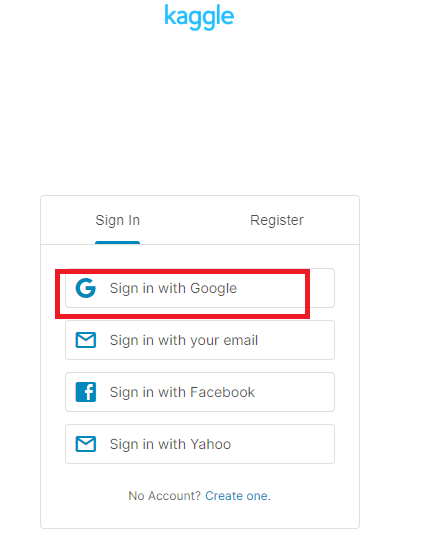 kaggle
Sign In
Register
Sign in with Google
Sign in with your email
Sign in with Facebook
Sign in with Yahoo
No Account? Create one.